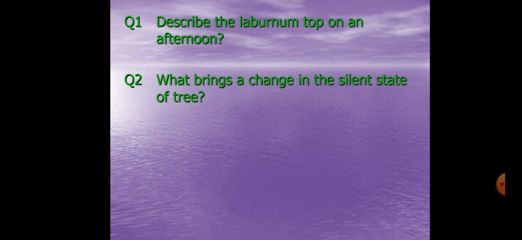 Q1 Describe the laburnum top on an
afternoon?
Q2 What brings a change in the silent state
of tree?